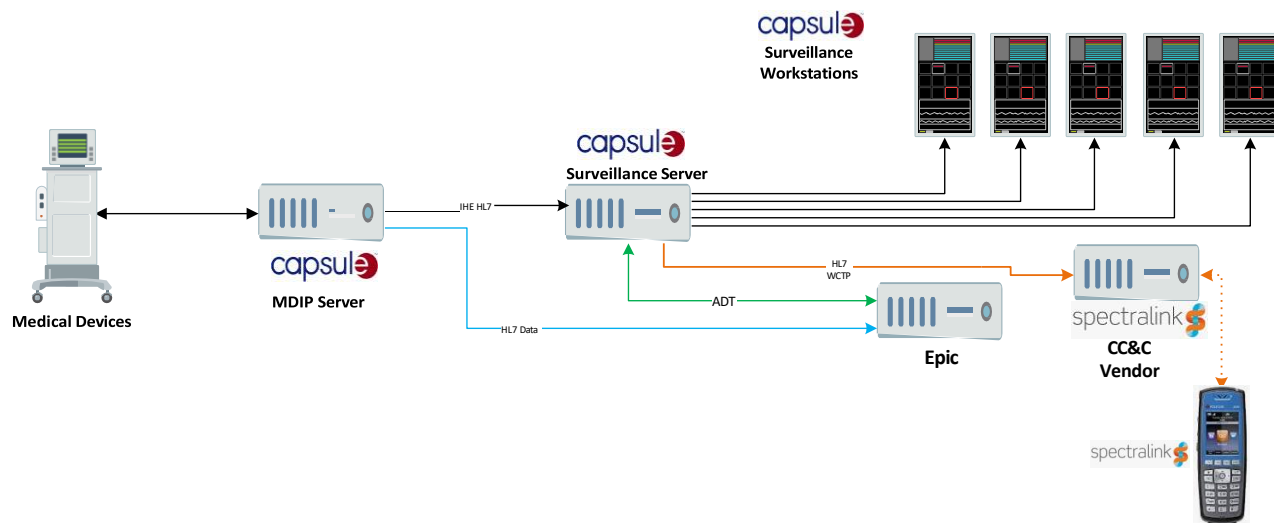 capsule
Surveillance
Workstations
capsule
Surveillance Server
IHE HL7
capsule
MDIP Server
Medical Devices
HL7
WCTP
ADT
HL7 Data
Epic
spectralink
CC&C
Vendor
spectralink